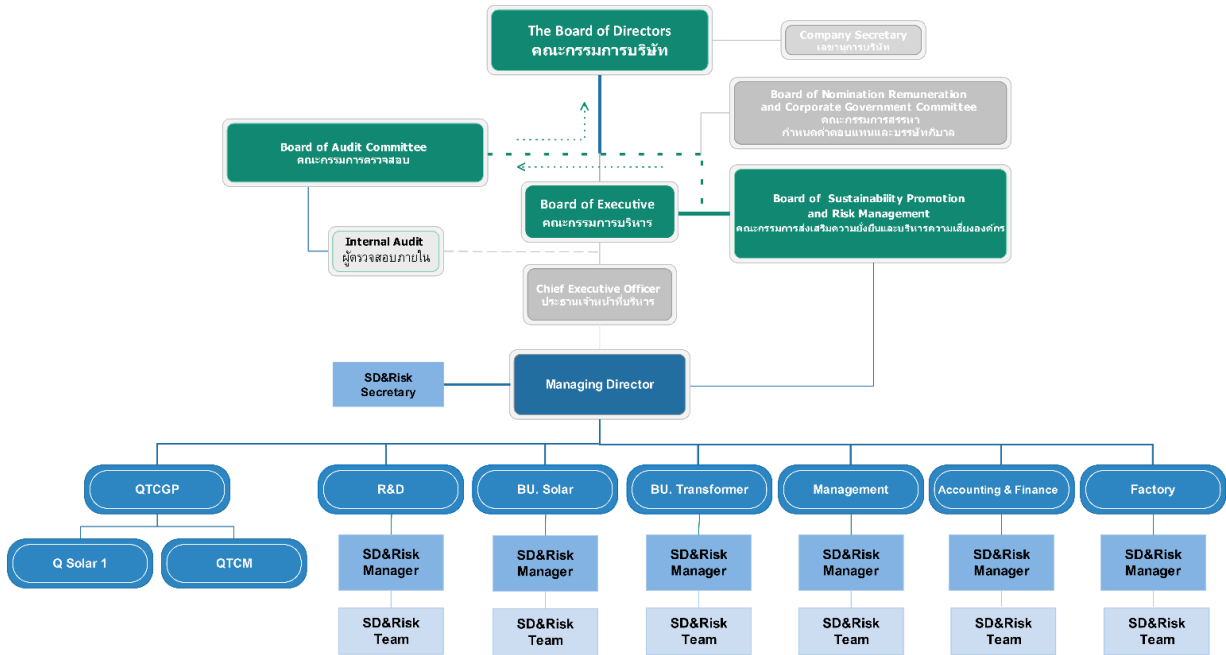 The Board of Directors
คณะกรรมการบริษัท
Company Secretary
เลขานุการบริษัท
Board of Nomination Remuneration
and Corporate Government Committee
คณะกรรมการสรรหา
กำหนดค่าตอบแทนและบรรษัทภิบาล
Board of Audit Committee
คณะกรรมการตรวจสอบ
Board of Executive
คณะกรรมการบริหาร
Board of Sustainability Promotion
and Risk Management
คณะกรรมการส่งเสริมความยั่งยืนและบริหารความเสี่ยงองค์กร
Internal Audit
ผู้ตรวจสอบภายใน
Chief Executive Officer
ประธานเจ้าหน้าที่บริหาร
SD&Risk
Secretary
Managing Director
QTCGP
R&D
BU. Solar
BU. Transformer
Management
Accounting & Finance
Factory
Q Solar 1
QTCM
SD&Risk
Manager
SD&Risk
Manager
SD&Risk
Manager
SD&Risk
Manager
SD&Risk
Manager
SD&Risk
Manager
SD&Risk
Team
SD&Risk
Team
SD&Risk
Team
SD&Risk
Team
SD&Risk
Team
SD&Risk
Team